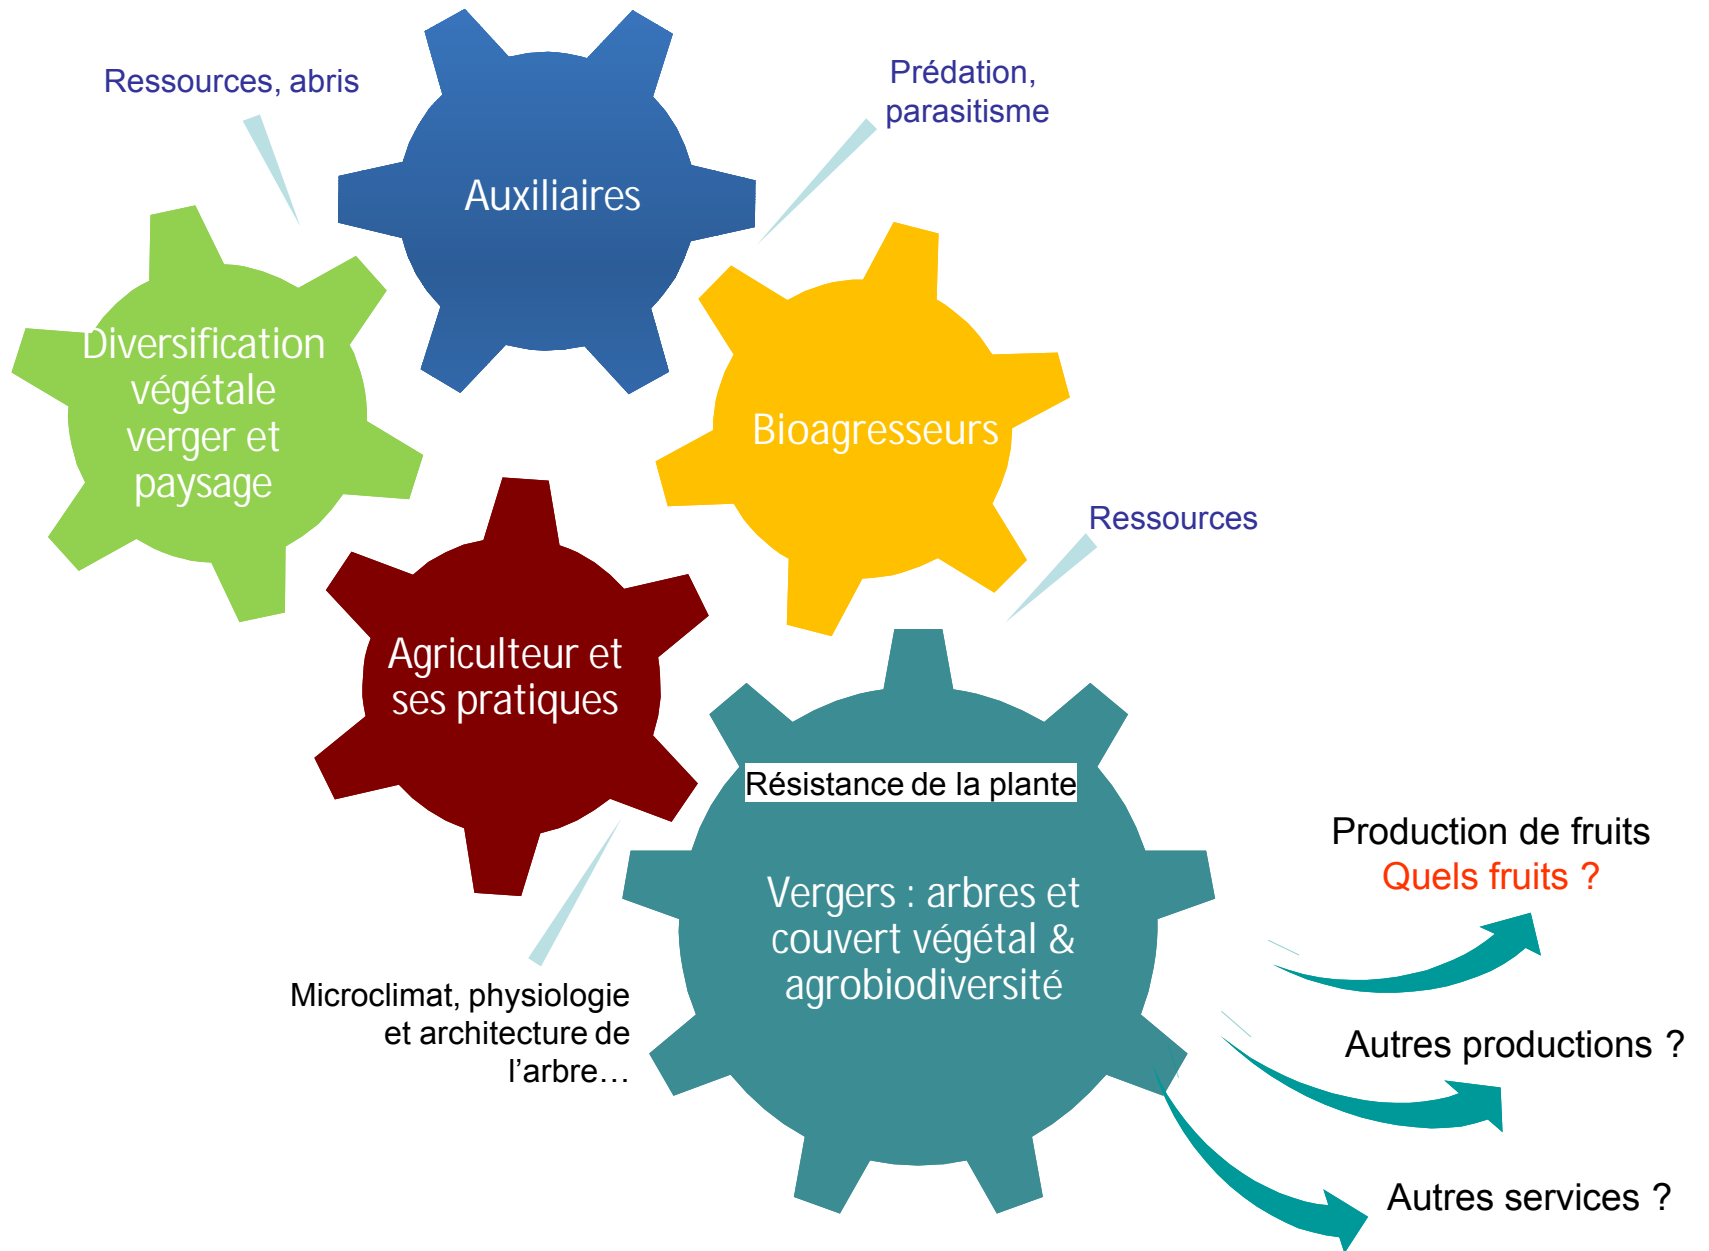 Ressources, abris
Prédation,
parasitisme
Auxiliaires
Diversification
végétale
verger et
paysage
Bioagresseurs
Ressources
Agriculteur et
ses pratiques
Résistance de la plante
Vergers : arbres et
couvert végétal &
agrobiodiversité
Microclimat, physiologie
et architecture de
l’arbre…
Production de fruits
Quels fruits ?
Autres productions ?
Autres services ?